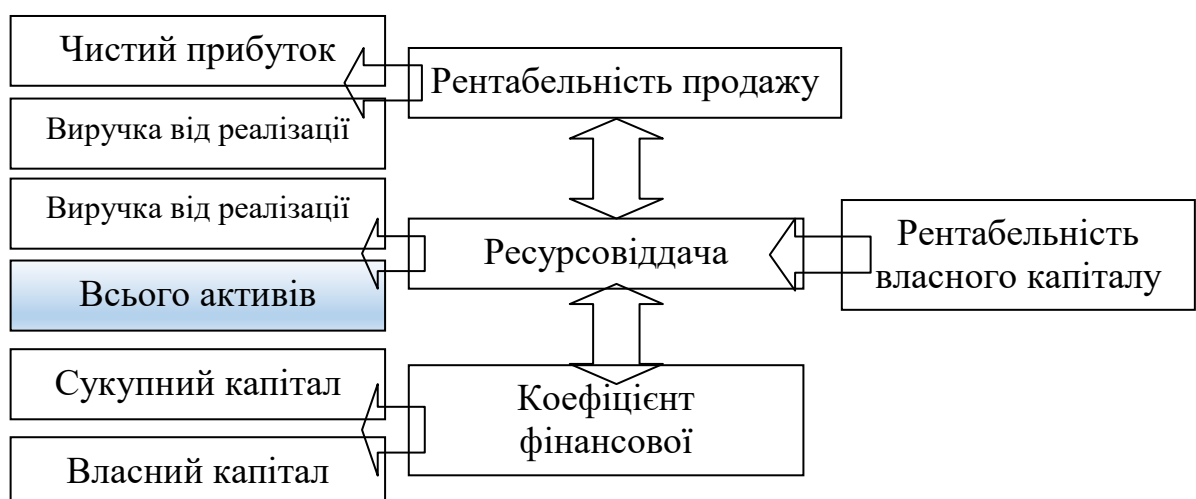 Чистий прибуток
Рентабельність продажу
Виручка від реалізації
Виручка від реалізації
Ресурсовіддача
Рентабельність
власного капіталу
Всього активів
Сукупний капітал
Коефіцієнт
фінансової
Власний капітал